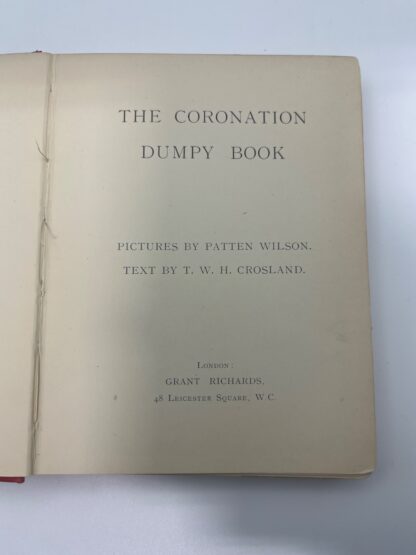 THE CORONATION
DUMPY BOOK
PICTURES BY PATTEN WILSON.
TEXT BY T. W. H. CROSLAND.
London:
GRANT RICHARDS,
48 Leicester Square, W.C.